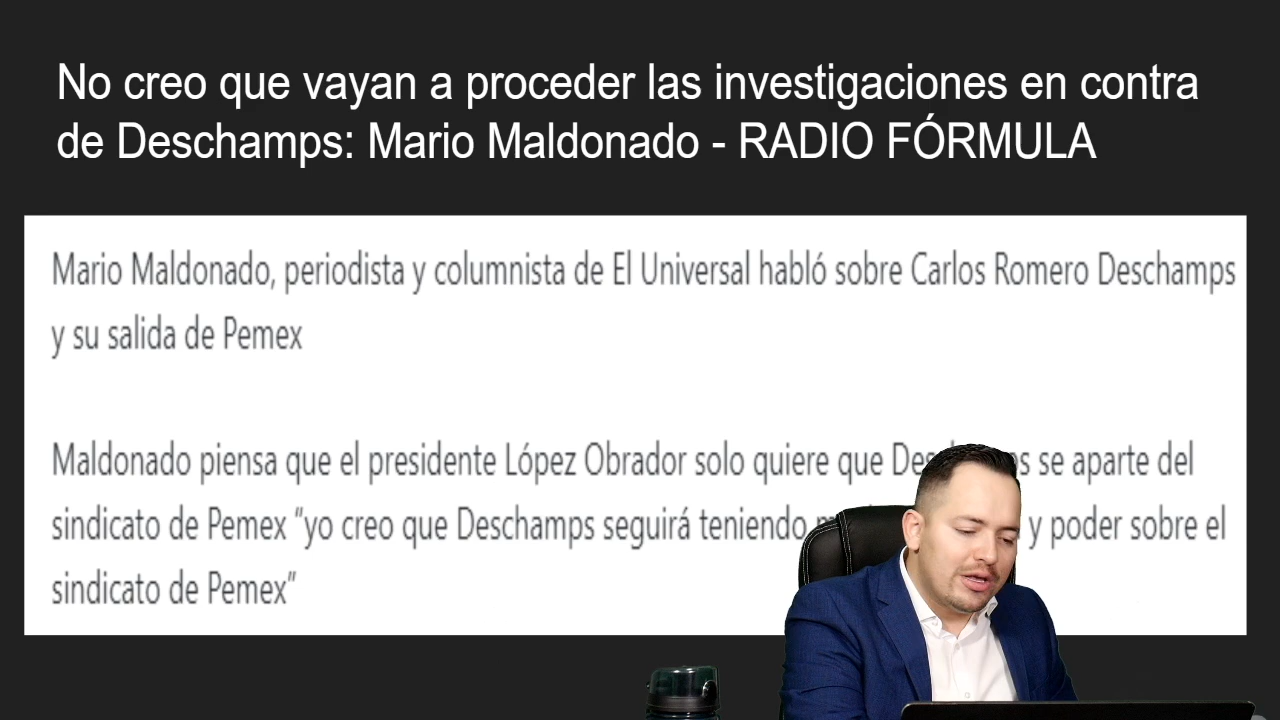 No creo que vayan a proceder las investigaciones en contra
de Deschamps: Mario Maldonado - RADIO FÓRMULA
Mario Maldonado, periodista y columnista de El Universal habló sobre Carlos Romero Deschamps
y su salida de Pemex
Maldonado piensa que el presidente López Obrador solo quiere que se aparte del
sindicato de Pemex “yo creo que Deschamps seguirá teniendo y poder sobre el
sindicato de Pemex”